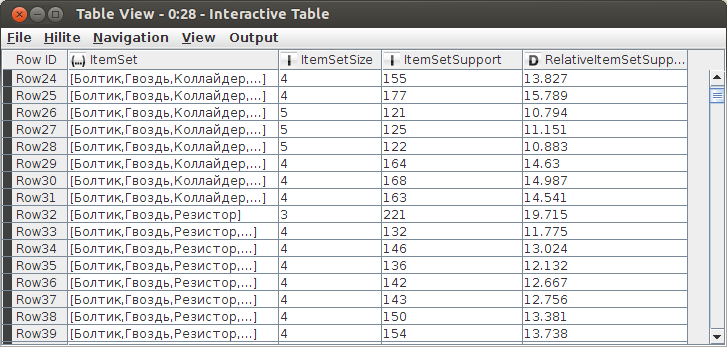 Table View - 0:28 - Interactive Table
File Hilite Navigation View Output
Row ID (...) ItemSet I ItemSetSize I ItemSetSupport D RelativeItemSetSupp...
Row24 [Болтик,Гвоздь,Коллайдер,...] 4 155 13.827
Row25 [Болтик,Гвоздь,Коллайдер,...] 4 177 15.789
Row26 [Болтик,Гвоздь,Коллайдер,...] 5 121 10.794
Row27 [Болтик,Гвоздь,Коллайдер,...] 5 125 11.151
Row28 [Болтик,Гвоздь,Коллайдер,...] 5 122 10.883
Row29 [Болтик,Гвоздь,Коллайдер,...] 4 164 14.63
Row30 [Болтик,Гвоздь,Коллайдер,...] 4 168 14.987
Row31 [Болтик,Гвоздь,Коллайдер,...] 4 163 14.541
Row32 [Болтик,Гвоздь,Резистор] 3 221 19.715
Row33 [Болтик,Гвоздь,Резистор,...] 4 132 11.775
Row34 [Болтик,Гвоздь,Резистор,...] 4 146 13.024
Row35 [Болтик,Гвоздь,Резистор,...] 4 136 12.132
Row36 [Болтик,Гвоздь,Резистор,...] 4 142 12.667
Row37 [Болтик,Гвоздь,Резистор,...] 4 143 12.756
Row38 [Болтик,Гвоздь,Резистор,...] 4 150 13.381
Row39 [Болтик,Гвоздь,Резистор,...] 4 154 13.738